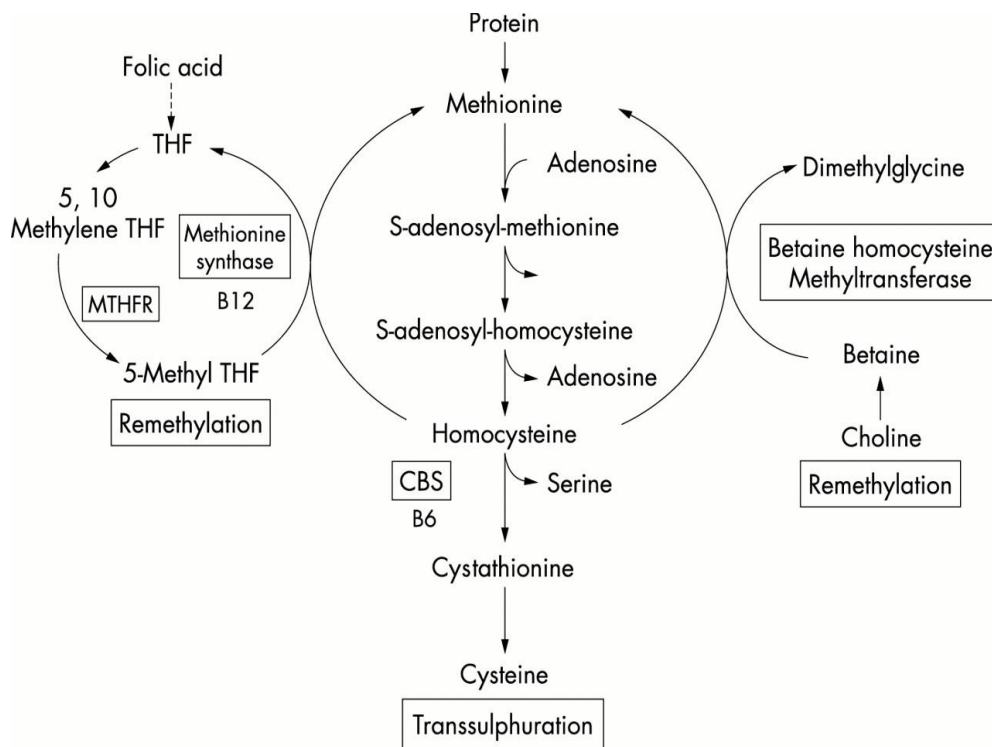 Protein
Folic acid
Methionine
THF
Adenosine
Dimethylglycine
5, 10
Methylene THF
Methionine
synthase
B12
S-adenosyl-methionine
Betaine homocysteine
Methyltransferase
MTHFR
S-adenosyl-homocysteine
5-Methyl THF
Adenosine
Betaine
Remethylation
Homocysteine
Choline
CBS
B6
Serine
Remethylation
Cystathionine
Cysteine
Transsulphuration